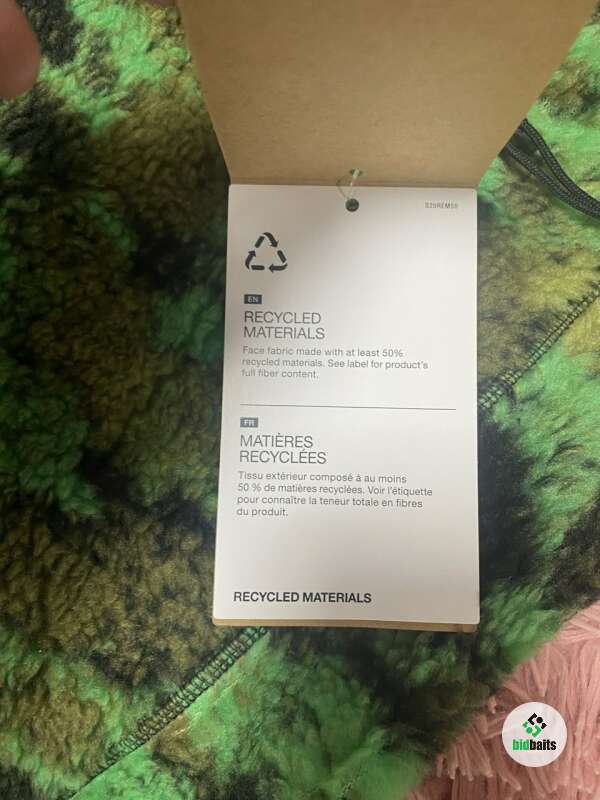 S20REM50
EN
RECYCLED
MATERIALS
Face fabric made with at least 50%
recycled materials. See label for product's
full fiber content.
FR
MATIÈRES
RECYCLÉES
Tissu extérieur composé à au moins
50 % de matières recyclées. Voir l'étiquette
pour connaître la teneur totale en fibres
du produit.
RECYCLED MATERIALS
bidbaits